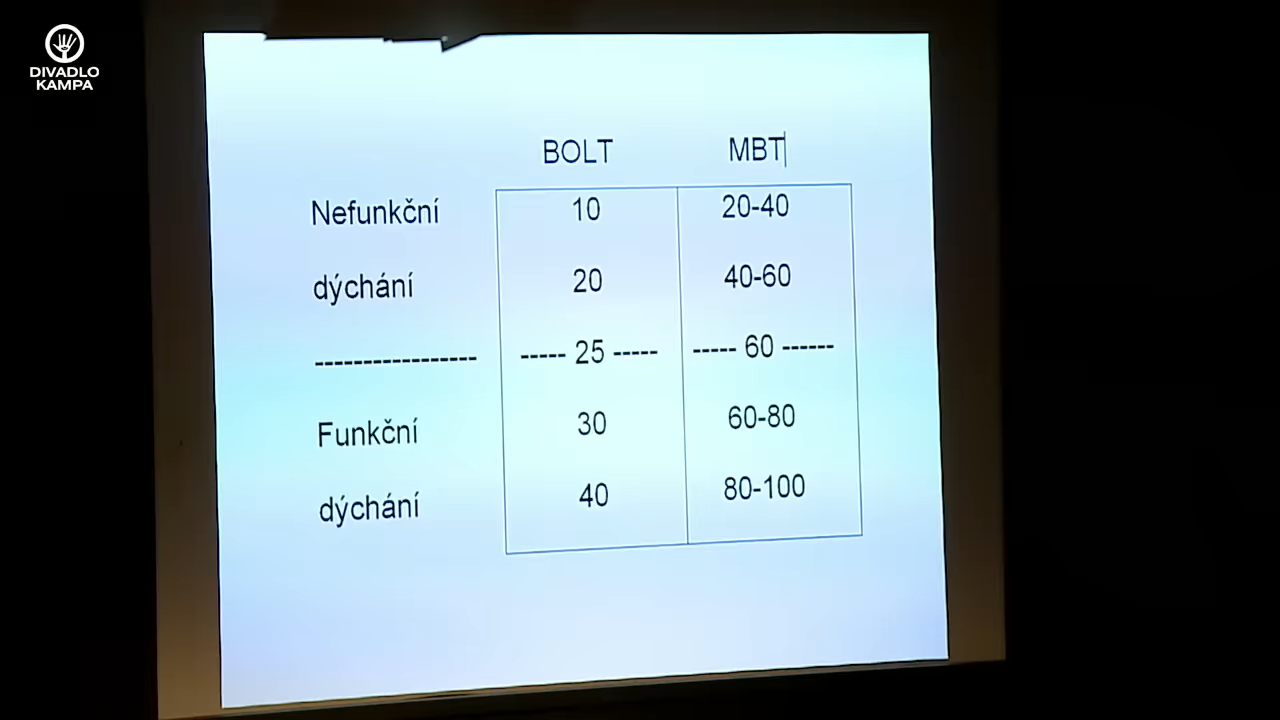 DIVADLO
KAMPA
BOLT MBT
Nefunkční 10 20-40
dýchání 20 40-60
----------------- ----- 25 ----- ----- 60 ------
Funkční 30 60-80
dýchání 40 80-100